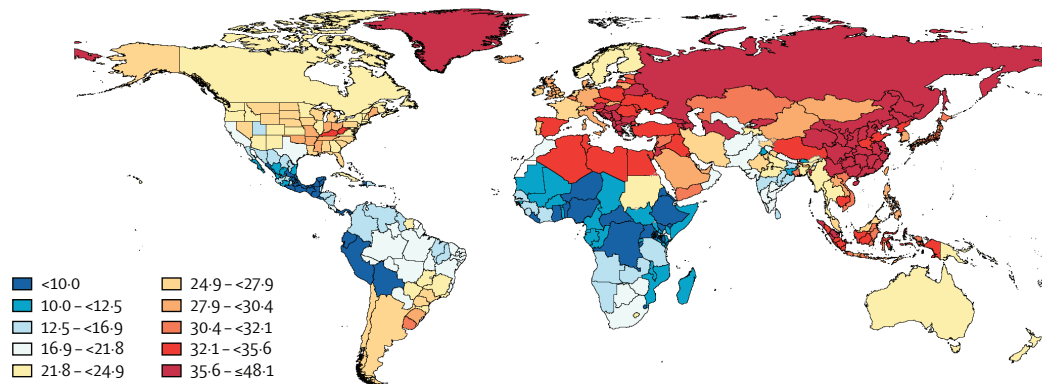 <10·0
10·0 – <12·5
12·5 – <16·9
16·9 – <21·8
21·8 – <24·9
24·9 – <27·9
27·9 – <30·4
30·4 – <32·1
32·1 – <35·6
35·6 – ≤48·1